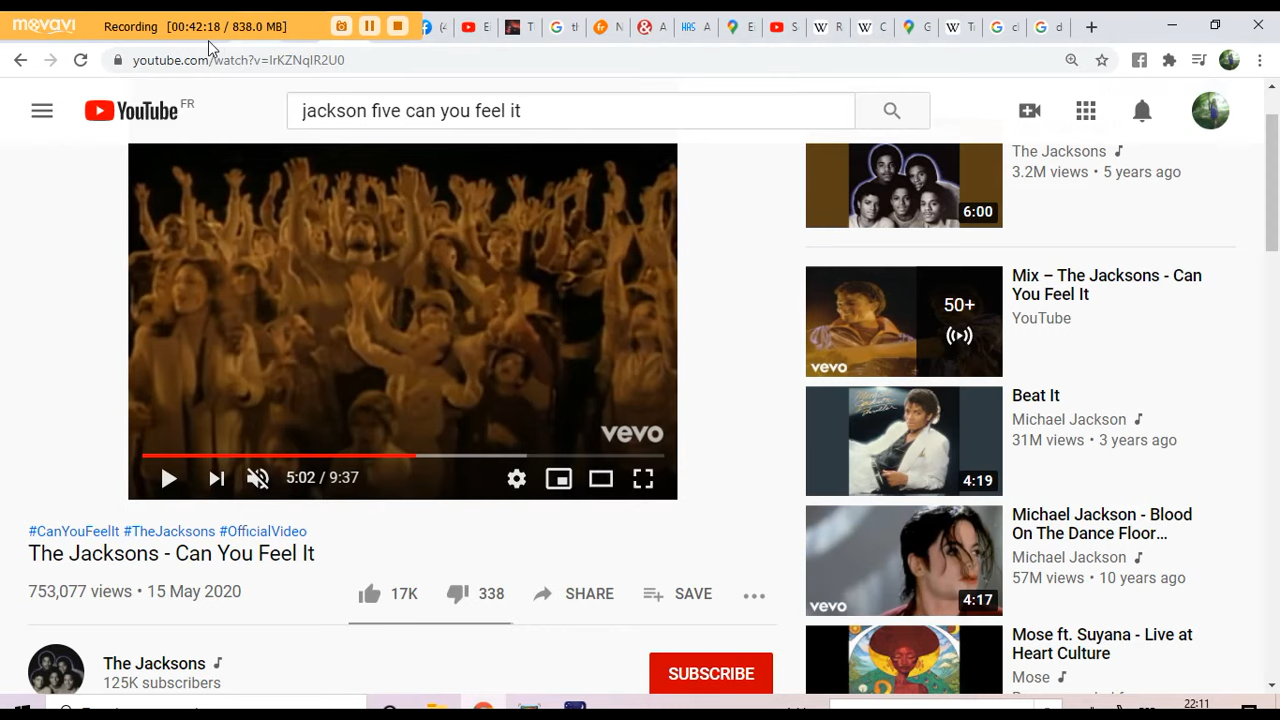 movavi Recording [00:42:18 / 838.0 MB]
youtube.com/watch?v=IrKZNqIR2U0
YouTube FR
jackson five can you feel it
The Jacksons
3.2M views • 5 years ago
6:00
vevo
5:02 / 9:37
Mix – The Jacksons - Can You Feel It
YouTube
50+
vevo
Beat It
Michael Jackson
31M views • 3 years ago
4:19
Michael Jackson - Blood
On The Dance Floor...
Michael Jackson
57M views • 10 years ago
4:17
vevo
Mose ft. Suyana - Live at
Heart Culture
Mose
#CanYouFeelIt #TheJacksons #OfficialVideo
The Jacksons - Can You Feel It
753,077 views • 15 May 2020
17K 338 SHARE SAVE
The Jacksons
125K subscribers
SUBSCRIBE
22:11